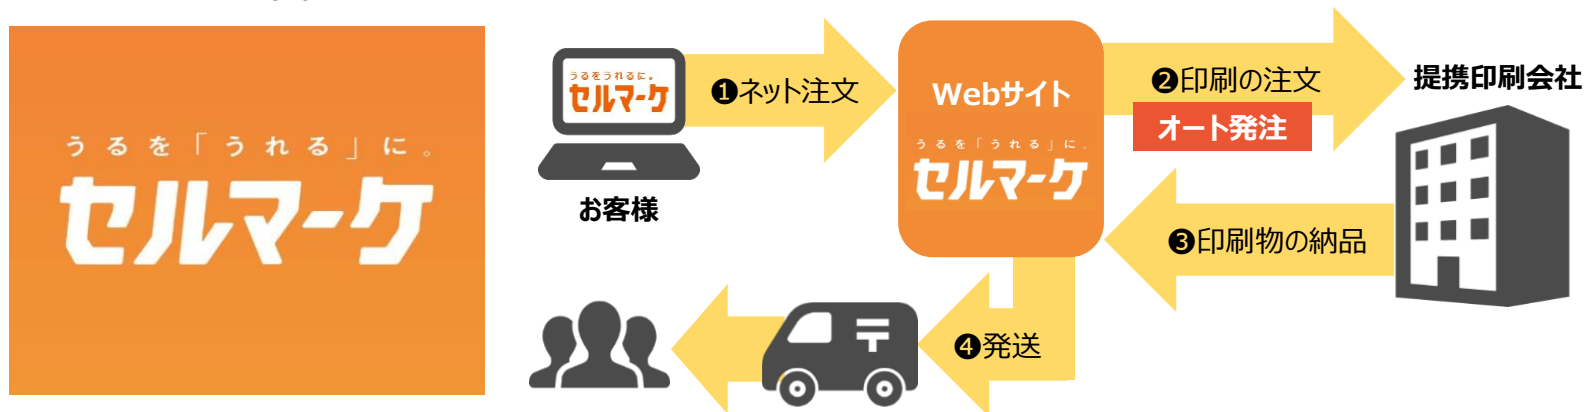 うるを「うれる」に。
セルマーケ
うるをうれるに。
セルマーケ
お客様
❶ネット注文
Webサイト
うるを「うれる」に.
セルマーケ
❷印刷の注文
オート発注
提携印刷会社
❸印刷物の納品
❹発送
〒